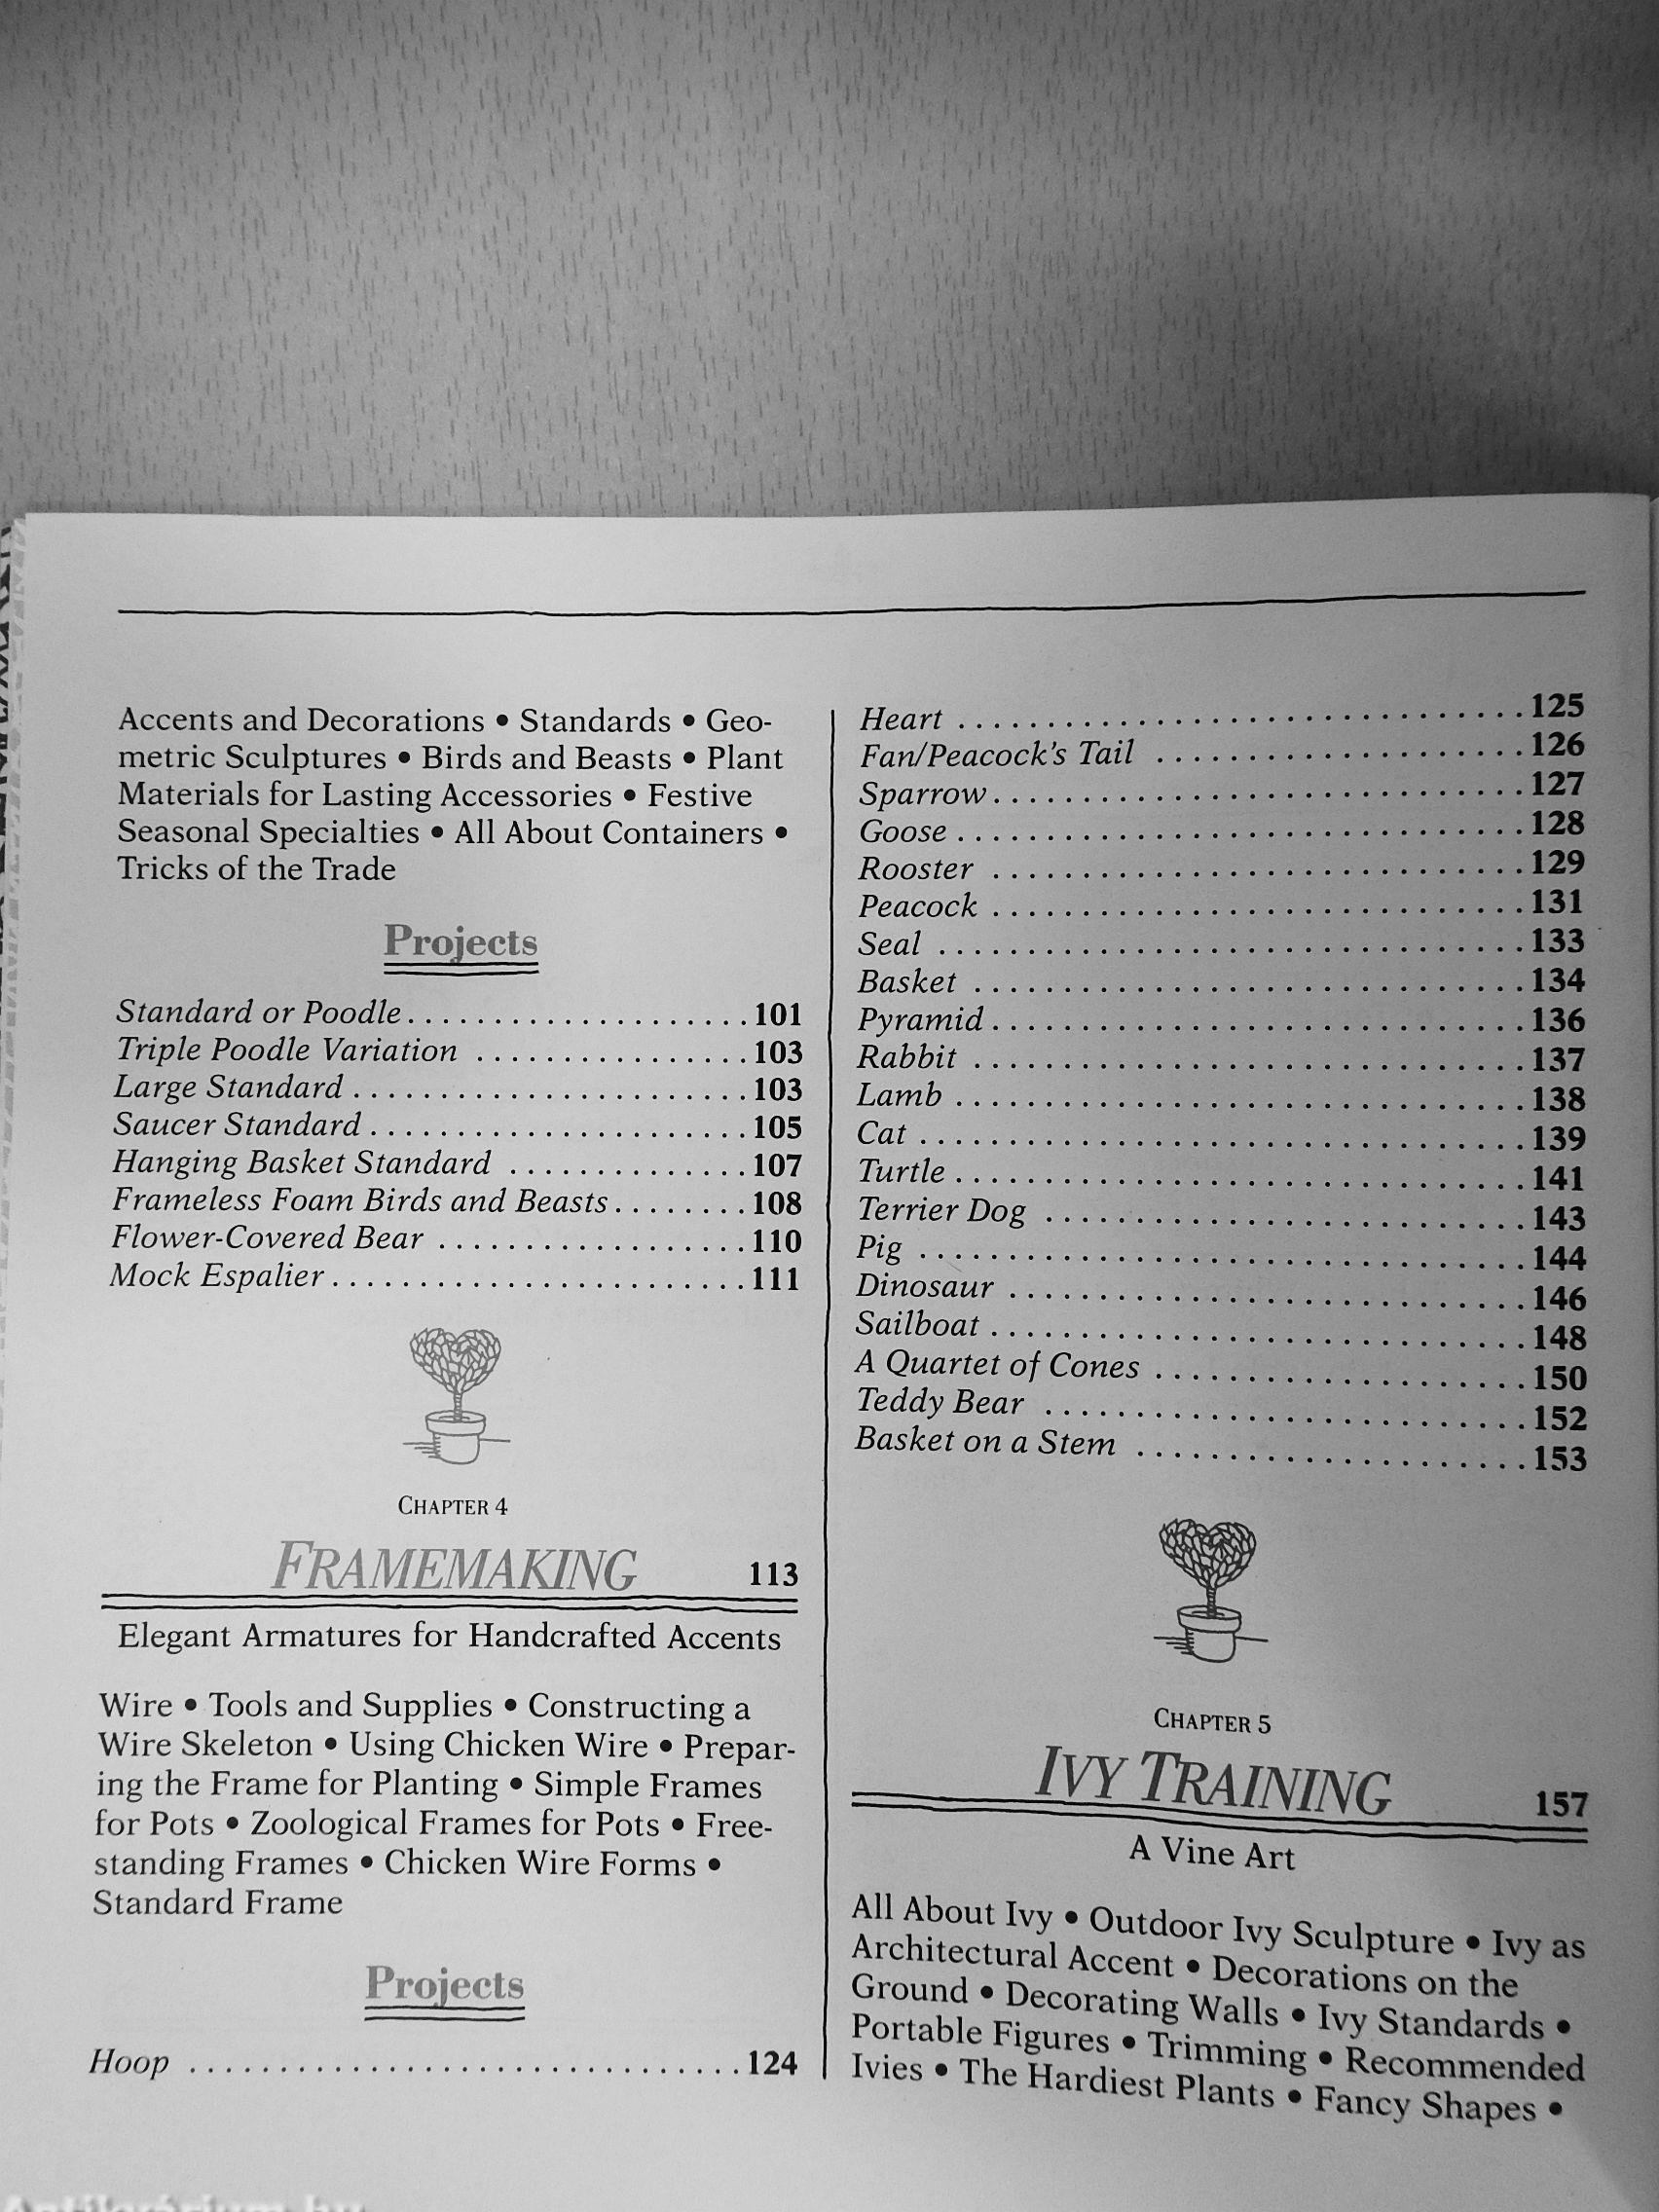 Accents and Decorations • Standards • Geo-
metric Sculptures • Birds and Beasts • Plant
Materials for Lasting Accessories • Festive
Seasonal Specialties • All About Containers •
Tricks of the Trade
Projects
Standard or Poodle . . . . . . . . . . . . . . . . . . . . 101
Triple Poodle Variation . . . . . . . . . . . . . . . . 103
Large Standard . . . . . . . . . . . . . . . . . . . . . . . 103
Saucer Standard . . . . . . . . . . . . . . . . . . . . . . 105
Hanging Basket Standard . . . . . . . . . . . . . . 107
Frameless Foam Birds and Beasts . . . . . . . . 108
Flower-Covered Bear . . . . . . . . . . . . . . . . . . 110
Mock Espalier . . . . . . . . . . . . . . . . . . . . . . . . 111
CHAPTER 4
FRAMEMAKING 113
Elegant Armatures for Handcrafted Accents
Wire • Tools and Supplies • Constructing a
Wire Skeleton • Using Chicken Wire • Prepar-
ing the Frame for Planting • Simple Frames
for Pots • Zoological Frames for Pots • Free-
standing Frames • Chicken Wire Forms •
Standard Frame
Projects
Hoop . . . . . . . . . . . . . . . . . . . . . . . . . . . . . . 124
Heart . . . . . . . . . . . . . . . . . . . . . . . . . . . . . . 125
Fan/Peacock's Tail . . . . . . . . . . . . . . . . . . . . 126
Sparrow . . . . . . . . . . . . . . . . . . . . . . . . . . . . 127
Goose . . . . . . . . . . . . . . . . . . . . . . . . . . . . . . 128
Rooster . . . . . . . . . . . . . . . . . . . . . . . . . . . . 129
Peacock . . . . . . . . . . . . . . . . . . . . . . . . . . . . 131
Seal . . . . . . . . . . . . . . . . . . . . . . . . . . . . . . . 133
Basket . . . . . . . . . . . . . . . . . . . . . . . . . . . . . 134
Pyramid . . . . . . . . . . . . . . . . . . . . . . . . . . . . 136
Rabbit . . . . . . . . . . . . . . . . . . . . . . . . . . . . . 137
Lamb . . . . . . . . . . . . . . . . . . . . . . . . . . . . . . 138
Cat . . . . . . . . . . . . . . . . . . . . . . . . . . . . . . . . 139
Turtle . . . . . . . . . . . . . . . . . . . . . . . . . . . . . . 141
Terrier Dog . . . . . . . . . . . . . . . . . . . . . . . . . 143
Pig . . . . . . . . . . . . . . . . . . . . . . . . . . . . . . . . 144
Dinosaur . . . . . . . . . . . . . . . . . . . . . . . . . . . 146
Sailboat . . . . . . . . . . . . . . . . . . . . . . . . . . . . 148
A Quartet of Cones . . . . . . . . . . . . . . . . . . . . 150
Teddy Bear . . . . . . . . . . . . . . . . . . . . . . . . . 152
Basket on a Stem . . . . . . . . . . . . . . . . . . . . . 153
CHAPTER 5
IVY TRAINING 157
A Vine Art
All About Ivy • Outdoor Ivy Sculpture • Ivy as
Architectural Accent • Decorations on the
Ground • Decorating Walls • Ivy Standards •
Portable Figures • Trimming • Recommended
Ivies • The Hardiest Plants • Fancy Shapes •